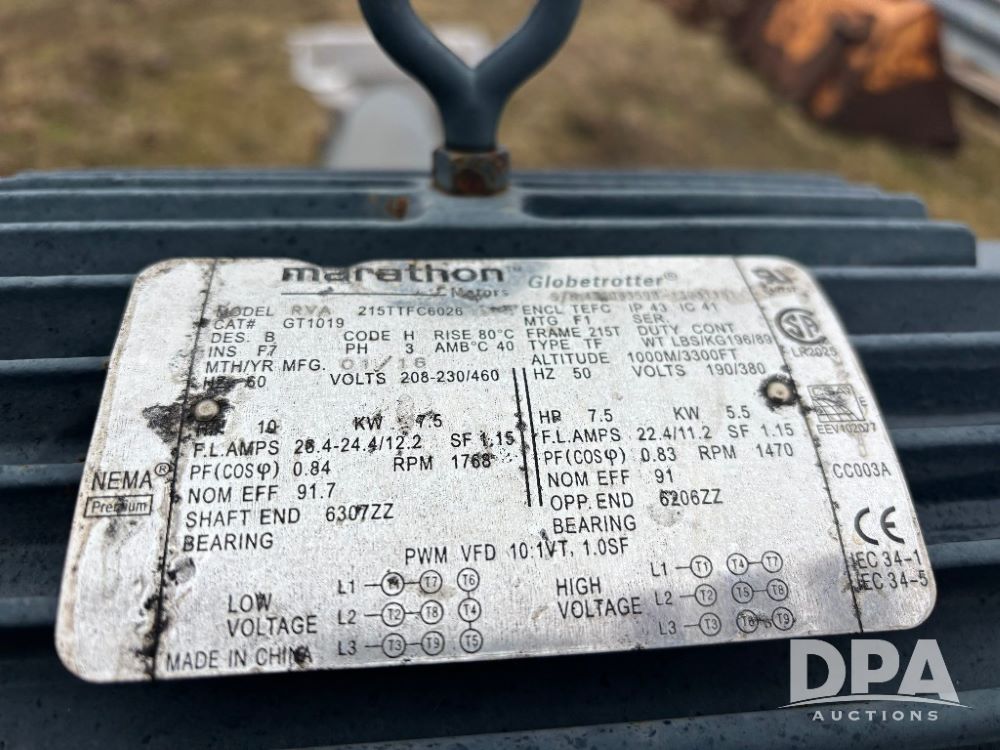 marathon™ Globetrotter®
Motors
MODEL RVA 215TTFC6026
CAT# GT1019
DES. B CODE H RISE 80°C
INS F7 PH 3 AMB°C 40
MTH/YR MFG. 01/16
HZ 60 VOLTS 208-230/460
10 KW 7.5
F.L.AMPS 26.4-24.4/12.2 SF 1.15
PF(COSφ) 0.84 RPM 1768
NOM EFF 91.7
SHAFT END 6307ZZ
BEARING
ENCL TEFC IP 43 IC 41
MTG F1 SER.
FRAME 215T DUTY CONT
TYPE TF WT LBS/KG196/89
ALTITUDE 1000M/3300FT
HZ 50 VOLTS 190/380
HP 7.5 KW 5.5
F.L.AMPS 22.4/11.2 SF 1.15
PF(COSφ) 0.83 RPM 1470
NOM EFF 91
OPP.END 6206ZZ
BEARING
PWM VFD 10:1VT, 1.0SF
LOW VOLTAGE
L1 T7 T6
L2 T2 T8 T4
L3 T3 T9 T5
HIGH VOLTAGE
L1 T1 T4 T7
L2 T2 T5 T8
L3 T3 T6 T9
MADE IN CHINA
NEMA®
Premium
SA
LR2025
CC003A
CE
IEC 34-1
IEC 34-5
DPA
AUCTIONS